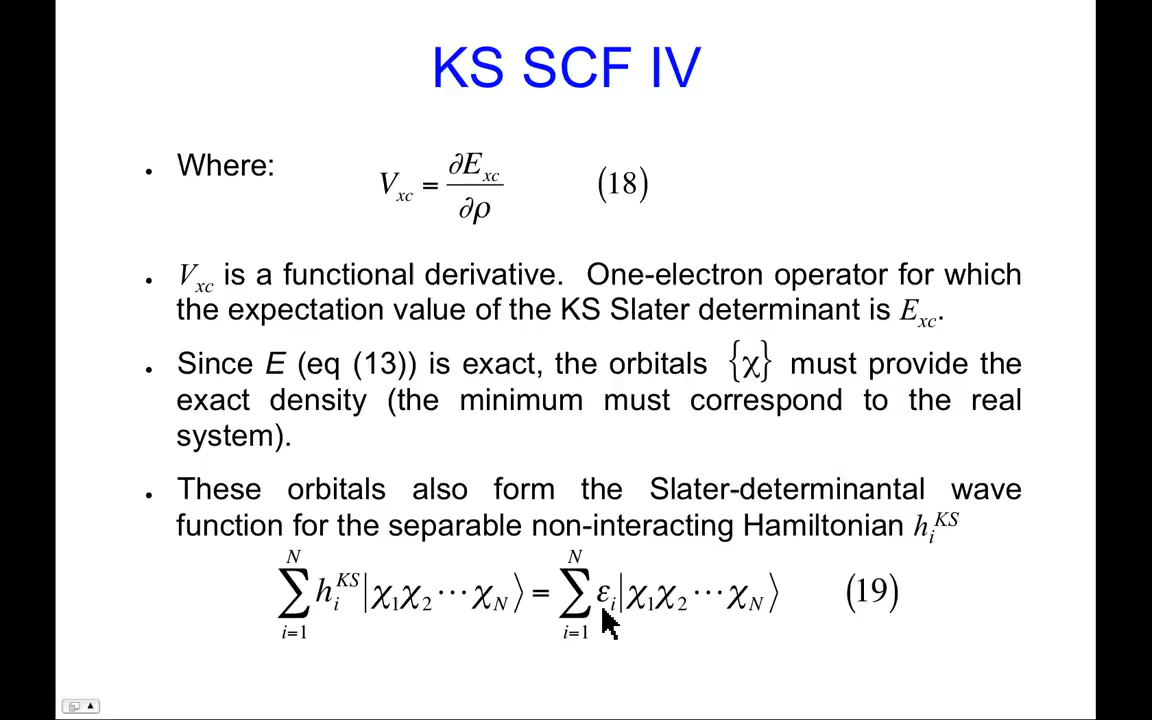 KS SCF IV
• Where: V_xc = ∂E_xc / ∂ρ (18)
• V_xc is a functional derivative. One-electron operator for which
the expectation value of the KS Slater determinant is E_xc.
• Since E (eq (13)) is exact, the orbitals {χ} must provide the
exact density (the minimum must correspond to the real
system).
• These orbitals also form the Slater-determinantal wave
function for the separable non-interacting Hamiltonian h_i^KS
∑_{i=1}^{N} h_i^{KS} |χ_1χ_2⋯χ_N⟩ = ∑_{i=1}^{N} ε_i |χ_1χ_2⋯χ_N⟩ (19)